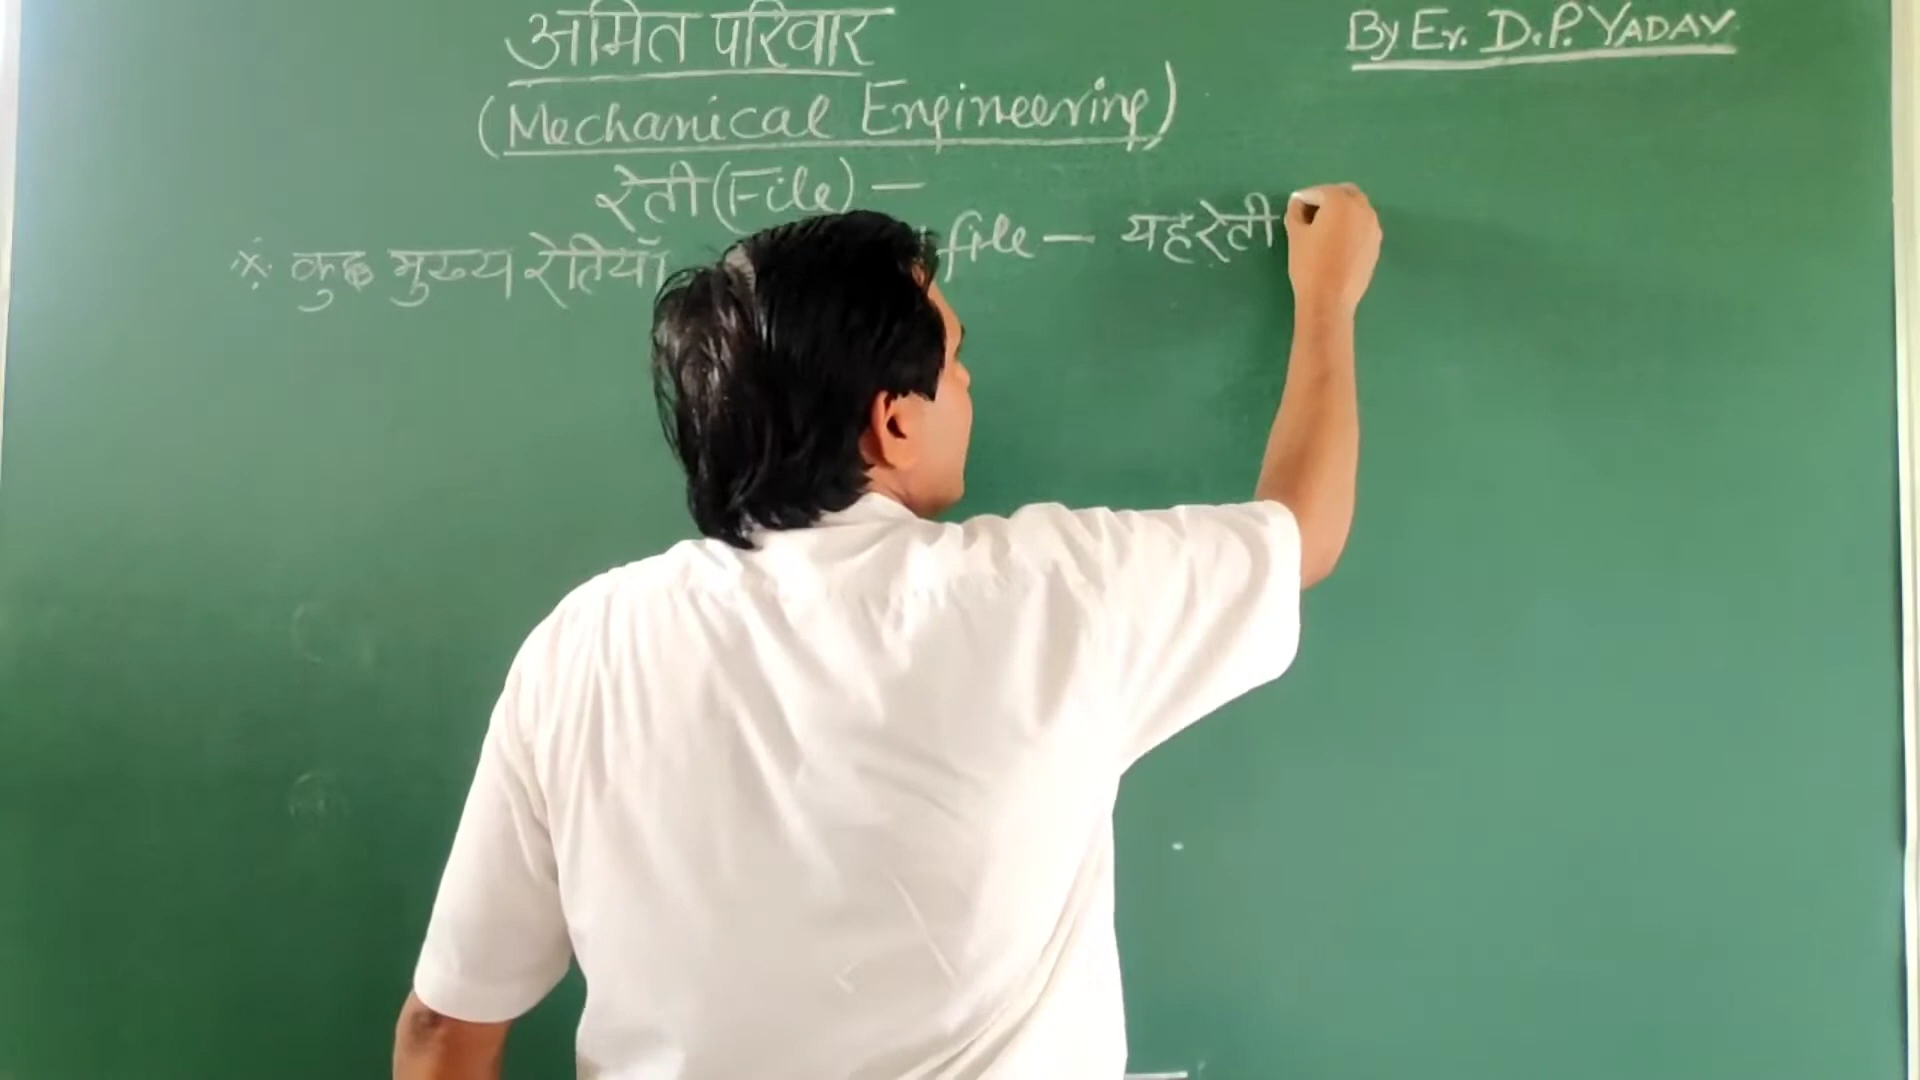 अमित परिवार
By Er. D.P. YADAV
(Mechanical Engineering)
रेती (File) —
* कुछ मुख्य रेतियाँ file — यह रेती